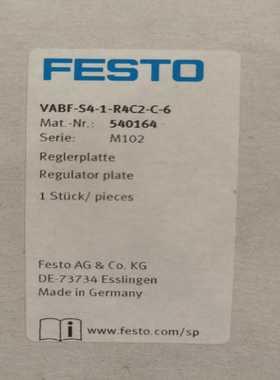 FESTO
VABF-S4-1-R4C2-C-6
Mat.-Nr.: 540164
Serie: M102
Reglerplatte
Regulator plate
1 Stück/ pieces
Festo AG & Co. KG
DE-73734 Esslingen
Made in Germany
i www.festo.com/sp